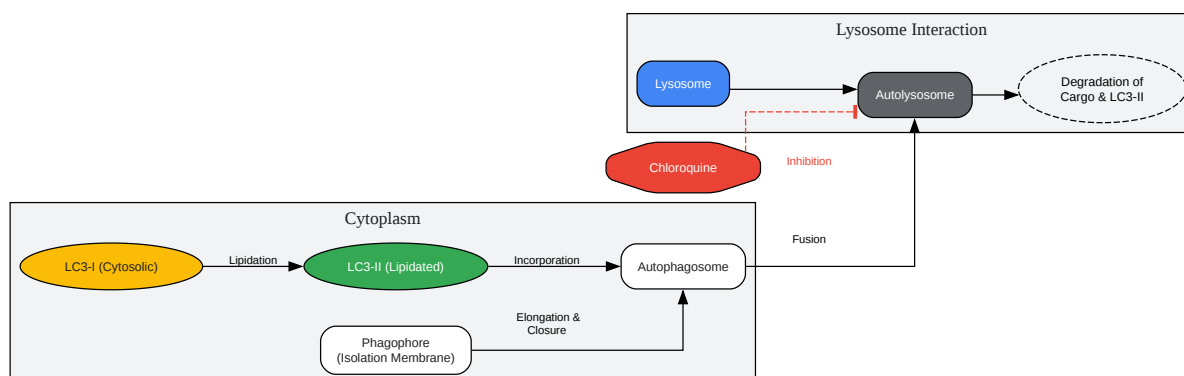 Lysosome Interaction
Lysosome
Autolysosome
Degradation of
Cargo & LC3-II
Chloroquine
Inhibition
Cytoplasm
Fusion
LC3-I (Cytosolic)
Lipidation
LC3-II (Lipidated)
Incorporation
Autophagosome
Elongation &
Closure
Phagophore
(Isolation Membrane)